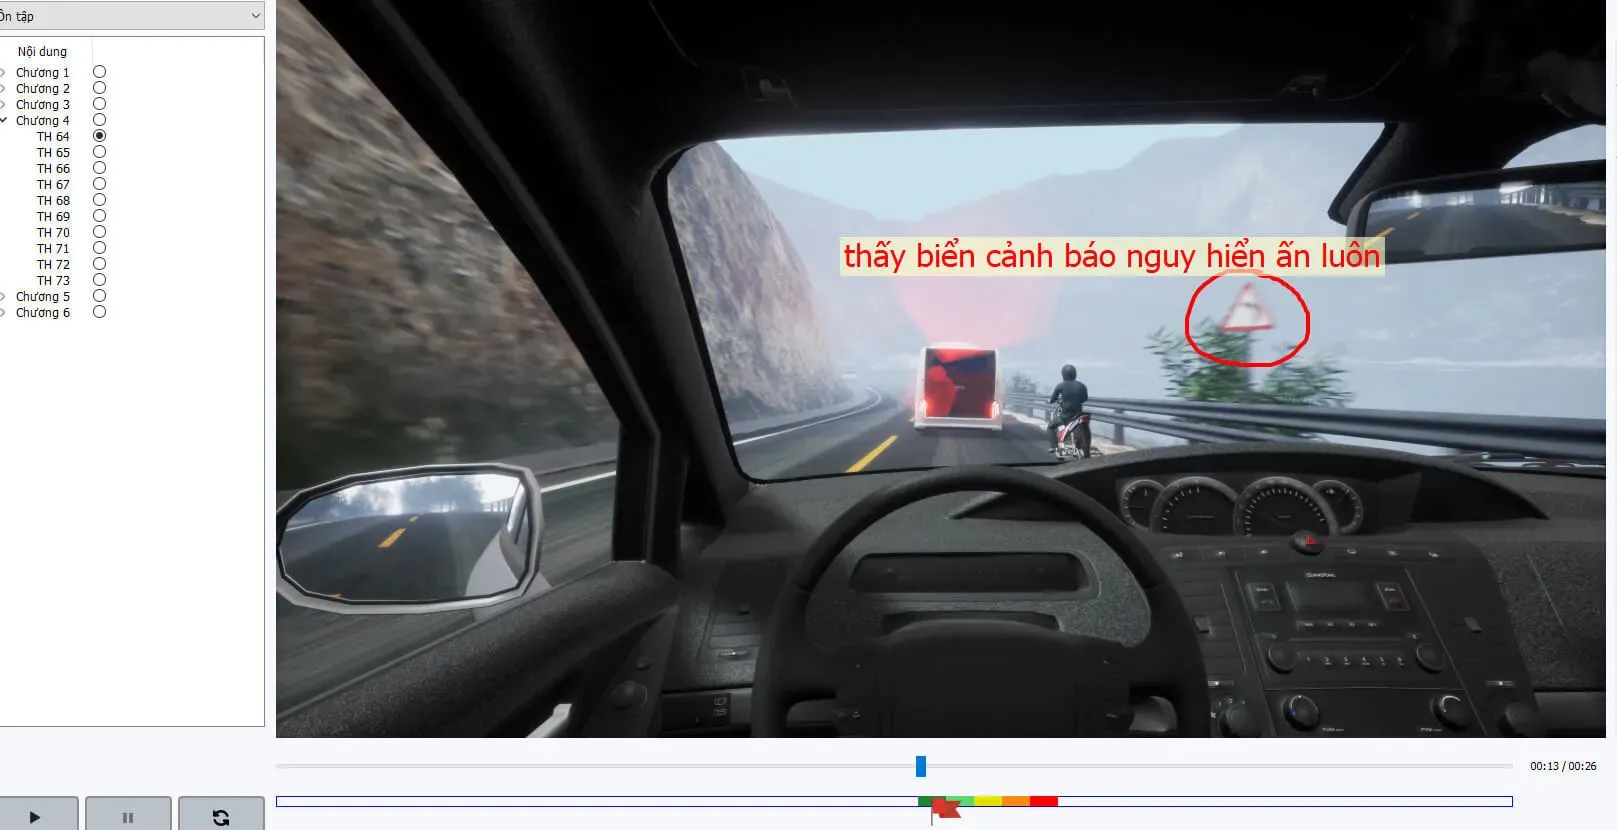 Ôn tập
Nội dung
Chương 1
Chương 2
Chương 3
Chương 4
TH 64
TH 65
TH 66
TH 67
TH 68
TH 69
TH 70
TH 71
TH 72
TH 73
Chương 5
Chương 6
thấy biển cảnh báo nguy hiển ấn luôn
SSANGYONG
00:13 / 00:26